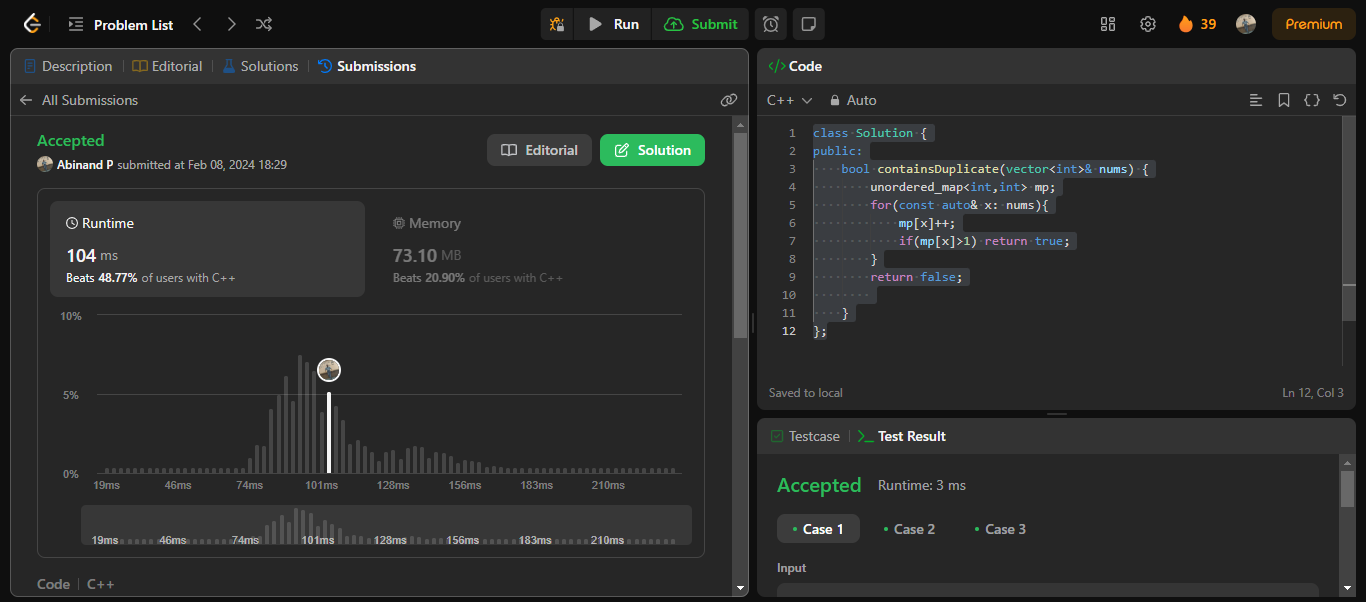 Problem List
Run
Submit
39
Premium
Description
Editorial
Solutions
Submissions
All Submissions
Accepted
Abinand P submitted at Feb 08, 2024 18:29
Editorial
Solution
Runtime
104 ms
Beats 48.77% of users with C++
Memory
73.10 MB
Beats 20.90% of users with C++
10%
5%
0%
19ms 46ms 74ms 101ms 128ms 156ms 183ms 210ms
19ms 46ms 74ms 101ms 128ms 156ms 183ms 210ms
Code
C++
</> Code
C++
Auto
1 class Solution {
2 public:
3 bool containsDuplicate(vector<int>& nums) {
4 unordered_map<int,int> mp;
5 for(const auto& x: nums){
6 mp[x]++;
7 if(mp[x]>1) return true;
8 }
9 return false;
10
11 }
12 };
Saved to local
Ln 12, Col 3
Testcase
>_ Test Result
Accepted
Runtime: 3 ms
• Case 1
• Case 2
• Case 3
Input